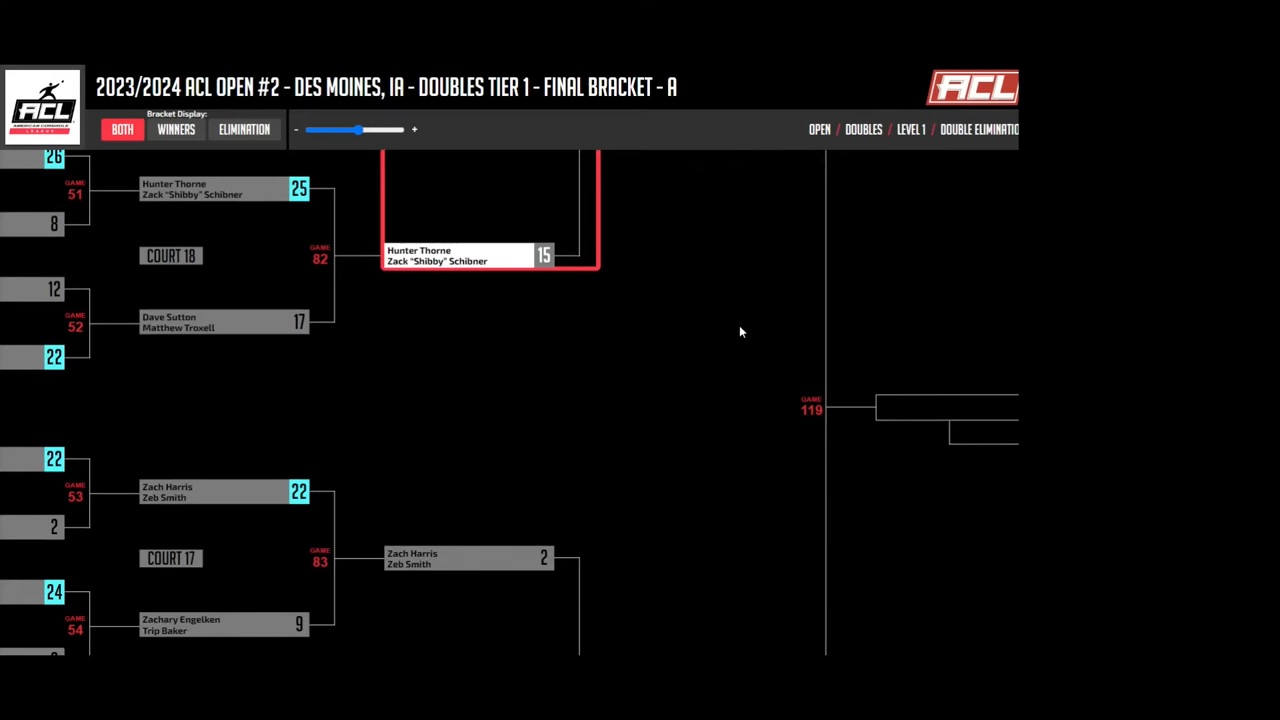 2023/2024 ACL OPEN #2 - DES MOINES, IA - DOUBLES TIER 1 - FINAL BRACKET - A
ACL
AMERICAN CORNHOLE
LEAGUE
ACL
Bracket Display:
BOTH WINNERS ELIMINATION
- +
OPEN / DOUBLES / LEVEL 1 / DOUBLE ELIMINATIO
26
GAME
51
8
Hunter Thorne
Zack "Shibby" Schibner
25
COURT 18
GAME
82
Hunter Thorne
Zack "Shibby" Schibner
15
12
GAME
52
22
Dave Sutton
Matthew Troxell
17
GAME
119
22
GAME
53
2
Zach Harris
Zeb Smith
22
COURT 17
GAME
83
Zach Harris
Zeb Smith
2
24
GAME
54
Zachary Engelken
Trip Baker
9